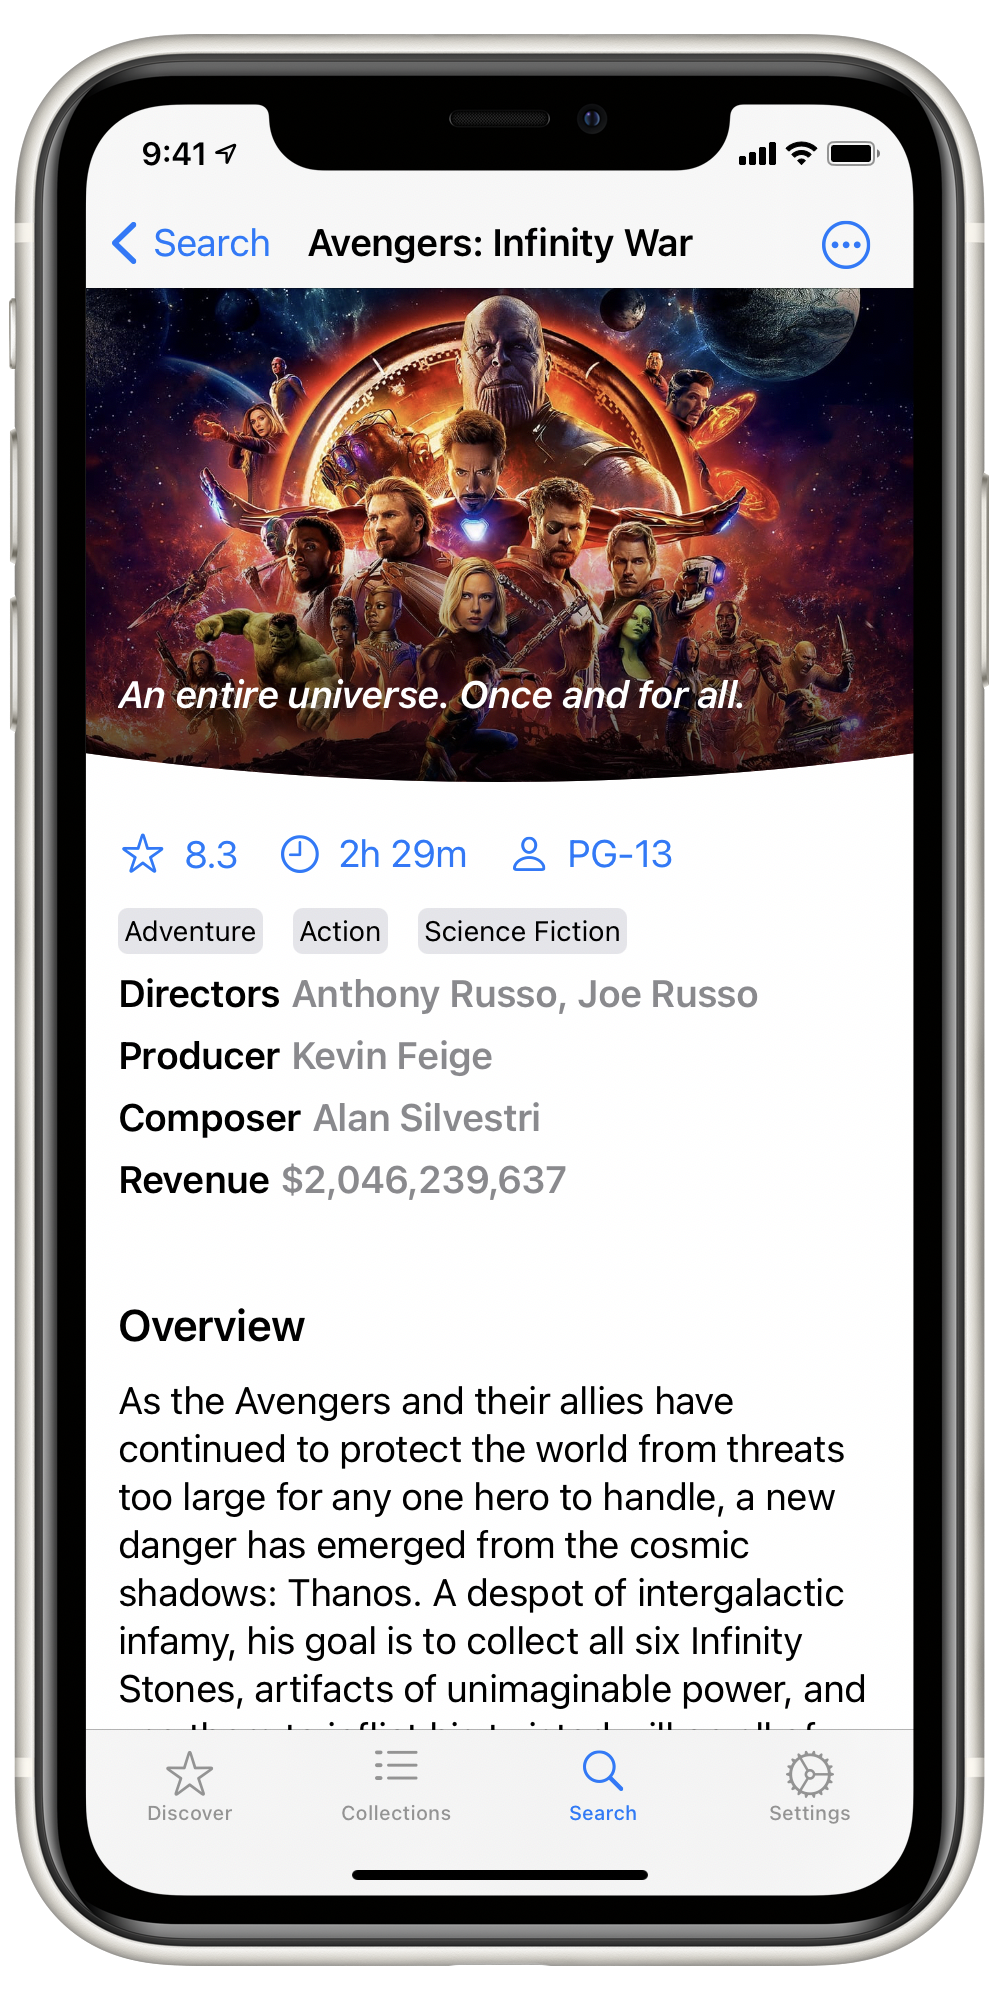 9:41
Search
Avengers: Infinity War
An entire universe. Once and for all.
8.3 2h 29m PG-13
Adventure Action Science Fiction
Directors Anthony Russo, Joe Russo
Producer Kevin Feige
Composer Alan Silvestri
Revenue $2,046,239,637
Overview
As the Avengers and their allies have
continued to protect the world from threats
too large for any one hero to handle, a new
danger has emerged from the cosmic
shadows: Thanos. A despot of intergalactic
infamy, his goal is to collect all six Infinity
Stones, artifacts of unimaginable power, and
Discover Collections Search Settings